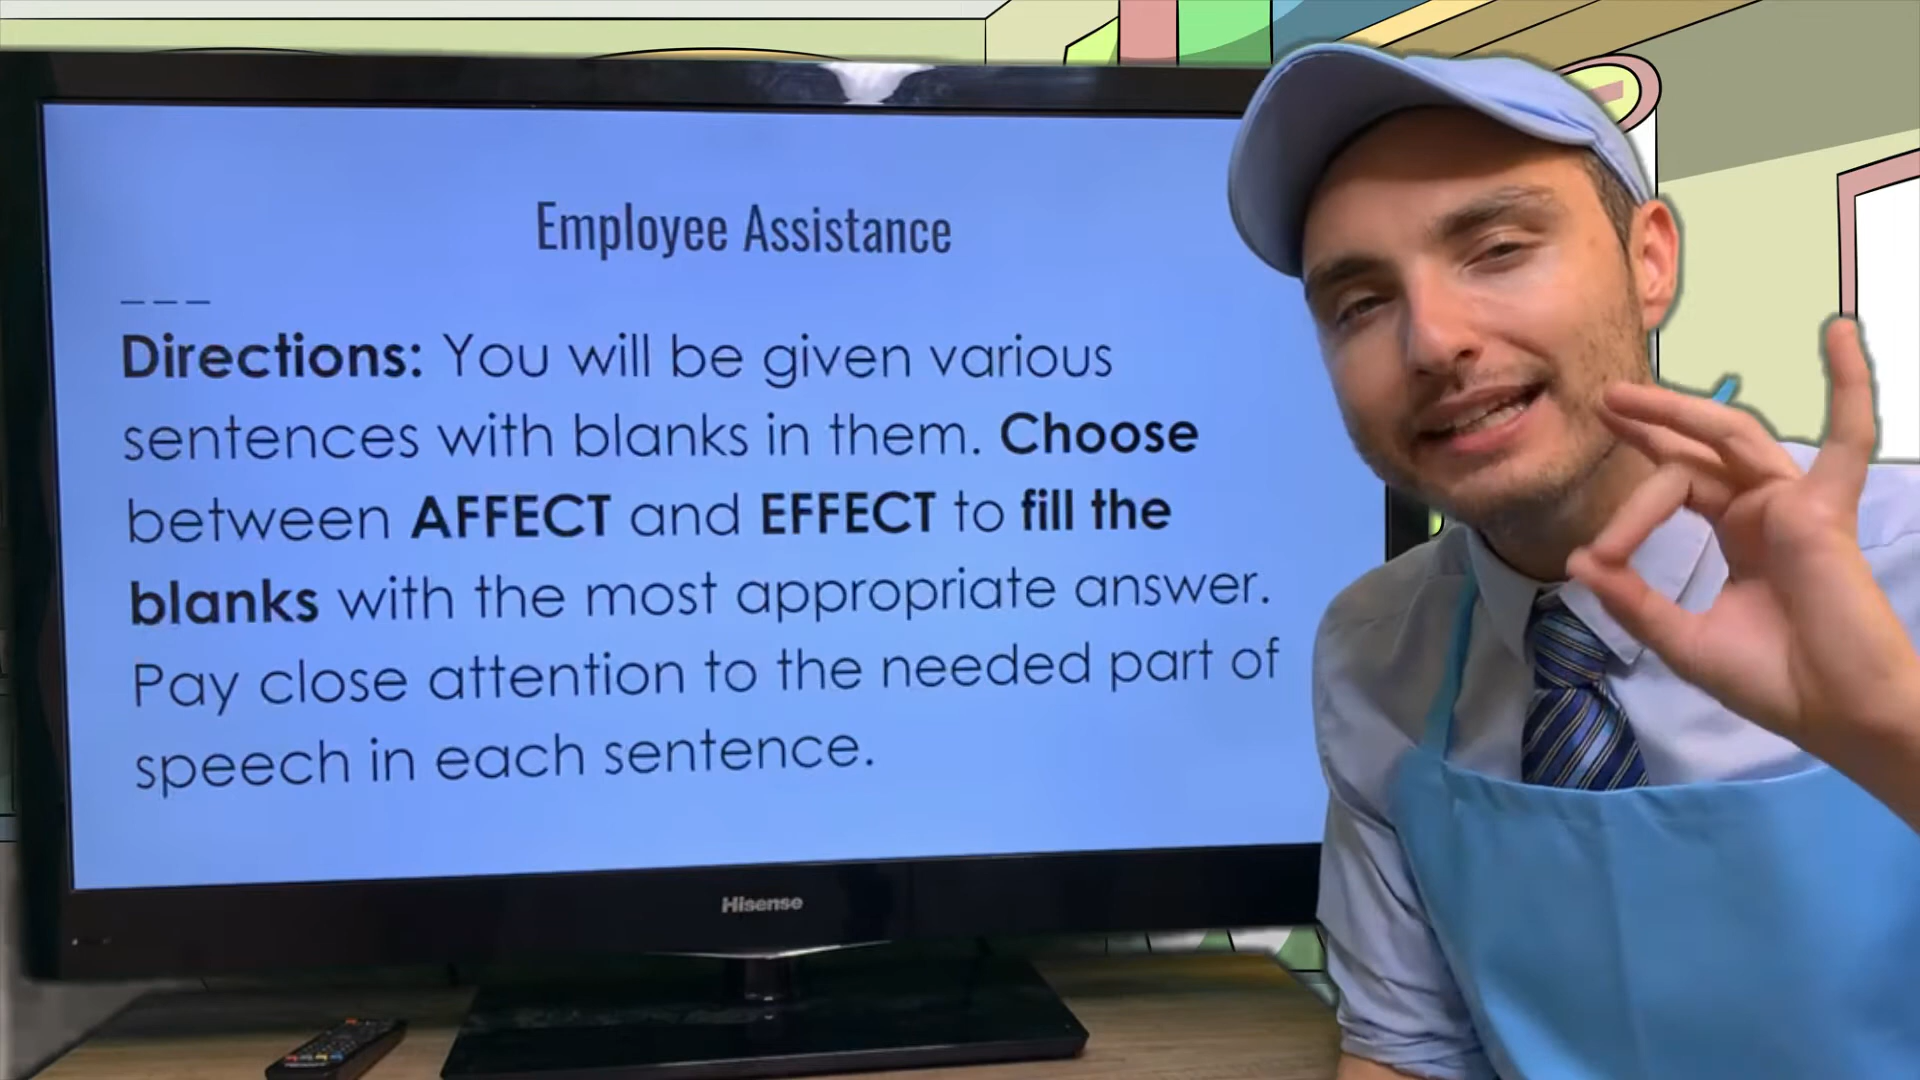 Employee Assistance
Directions: You will be given various
sentences with blanks in them. Choose
between AFFECT and EFFECT to fill the
blanks with the most appropriate answer.
Pay close attention to the needed part of
speech in each sentence.
Hisense